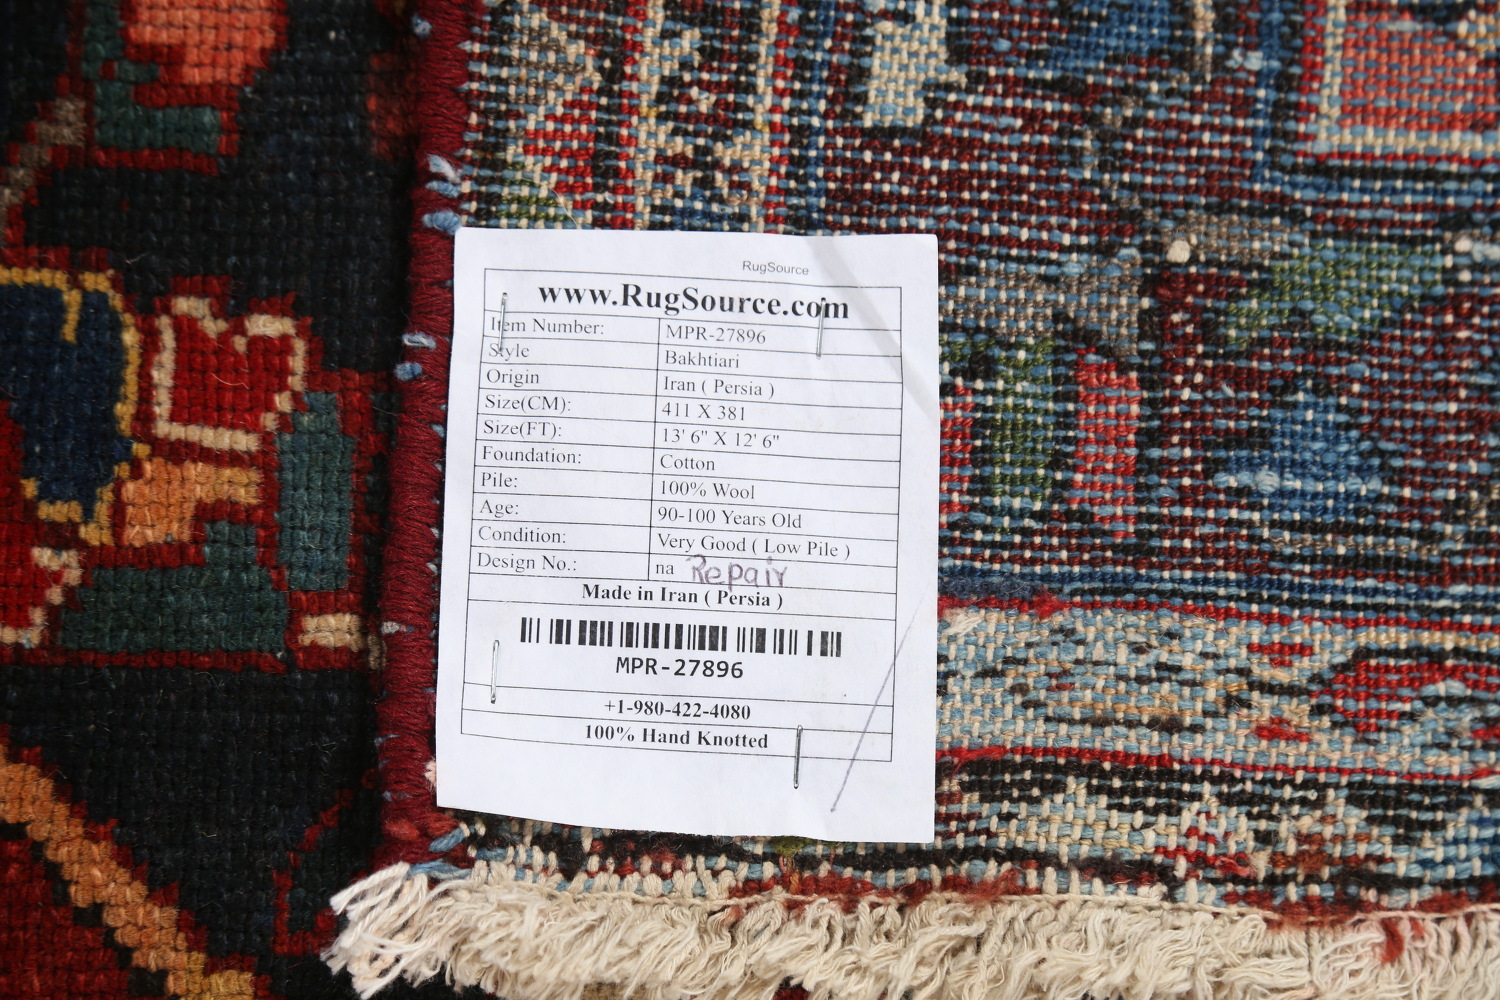 RugSource
www.RugSource.com
Item Number: MPR-27896
Style Bakhtiari
Origin Iran ( Persia )
Size(CM): 411 X 381
Size(FT): 13' 6" X 12' 6"
Foundation: Cotton
Pile: 100% Wool
Age: 90-100 Years Old
Condition: Very Good ( Low Pile )
Design No.: na Repair
Made in Iran ( Persia )
MPR-27896
+1-980-422-4080
100% Hand Knotted